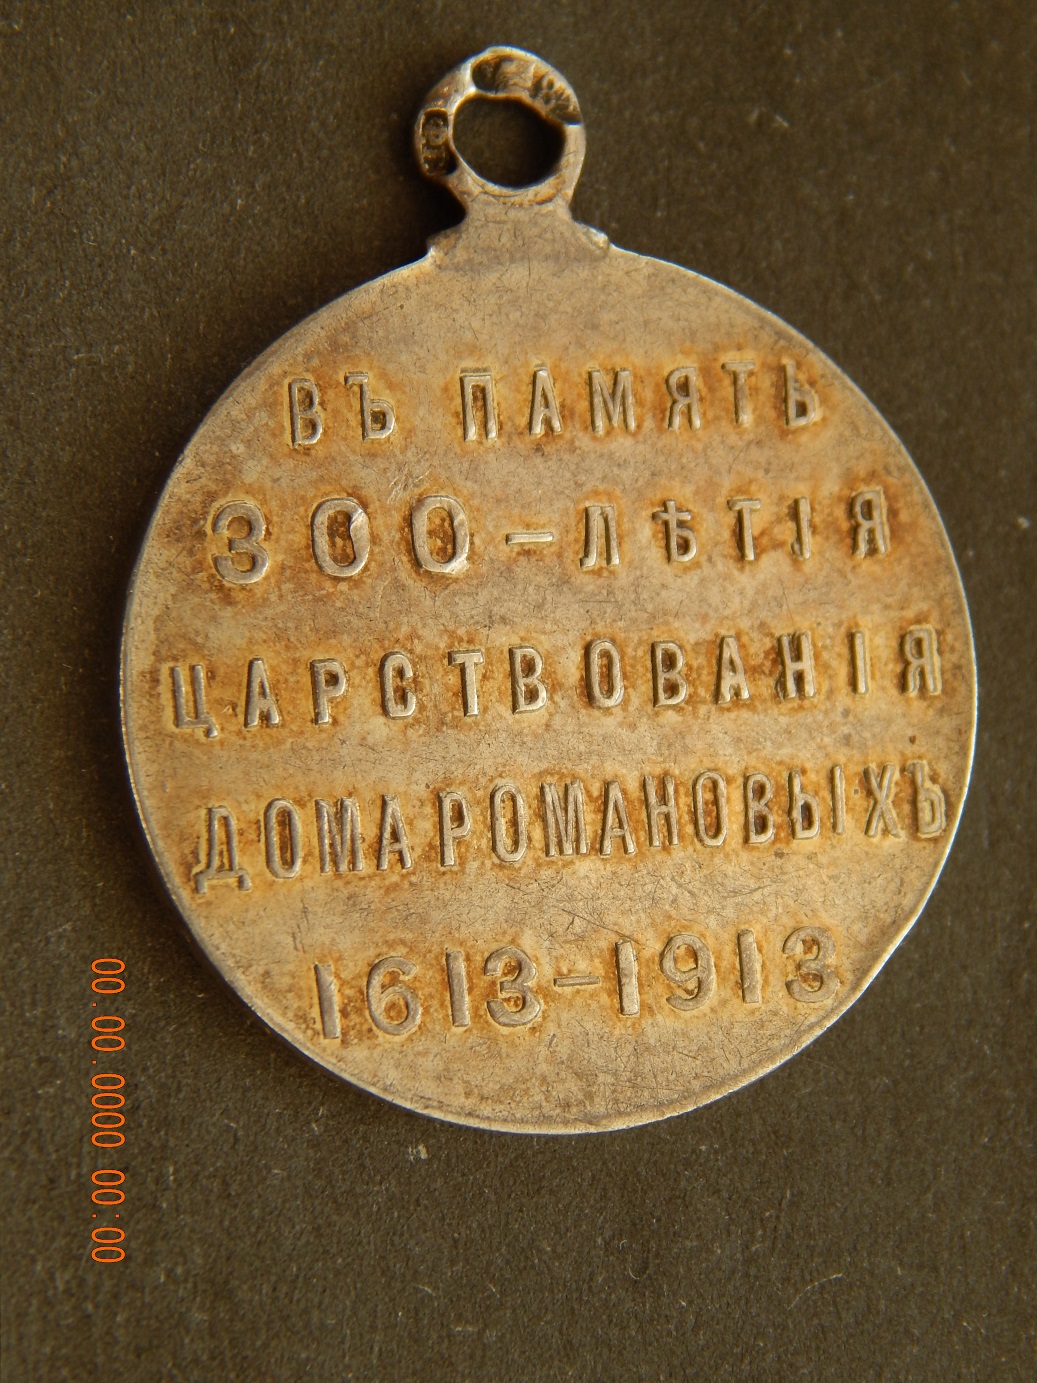 ВЪ ПАМЯТЬ
300-ЛѢТІЯ
ЦАРСТВОВАНІЯ
ДОМА РОМАНОВЫХЪ
1613-1913
00.00.0000 00:00